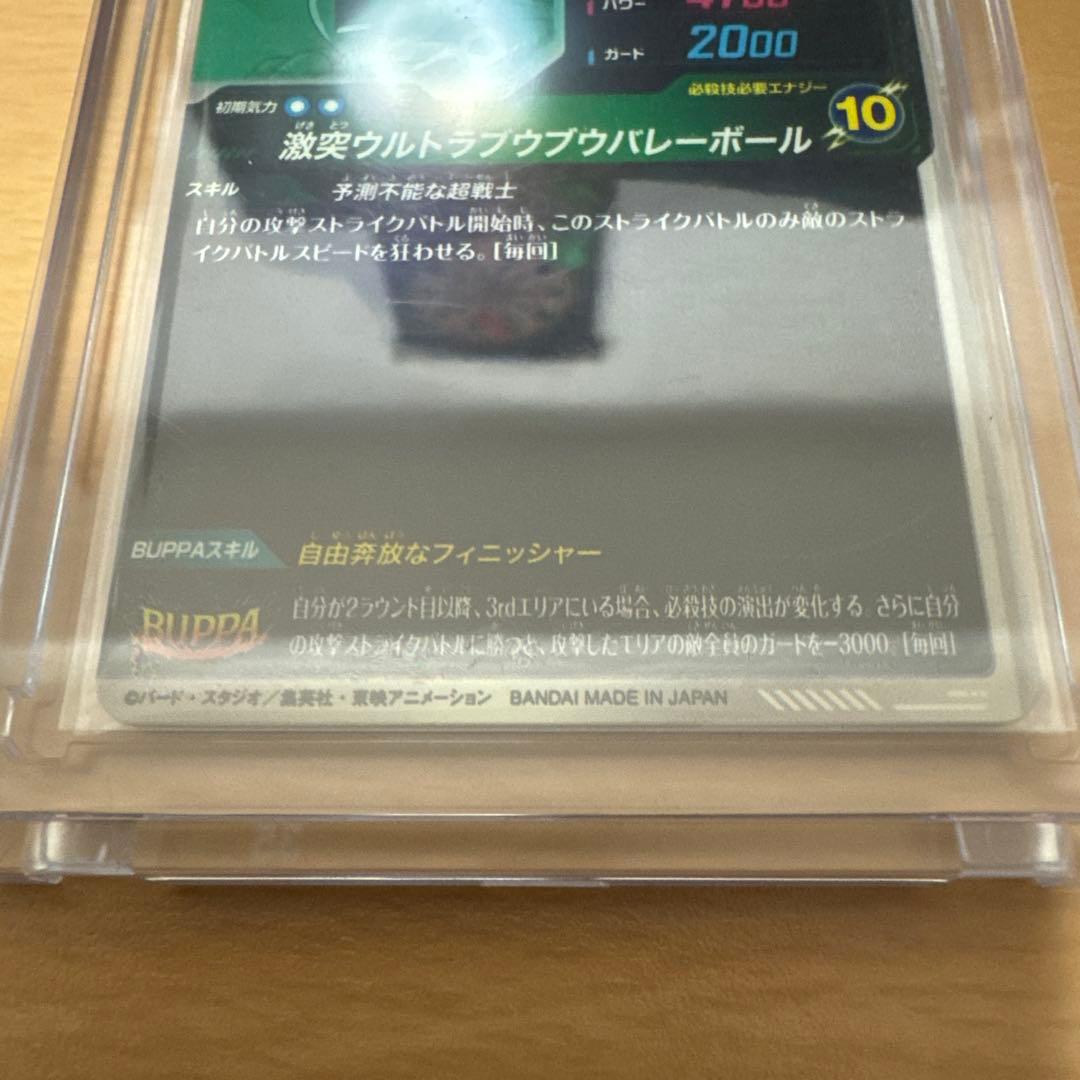 パワー
ガード 2000
必殺技必要エナジー
初期気力
10
激突ウルトラブウブウバレーボール
スキル 予測不能な超戦士
自分の攻撃ストライクバトル開始時、このストライクバトルのみ敵のストラ
イクバトルスピードを狂わせる。[毎回]
BUPPAスキル 自由奔放なフィニッシャー
BUPPA
自分が2ラウンド目以降、3rdエリアにいる場合、必殺技の演出が変化する さらに自分
の攻撃ストライクバトルに勝つと、攻撃したエリアの敵全員のガードを-3000 [毎回]
©バード・スタジオ/集英社・東映アニメーション BANDAI MADE IN JAPAN